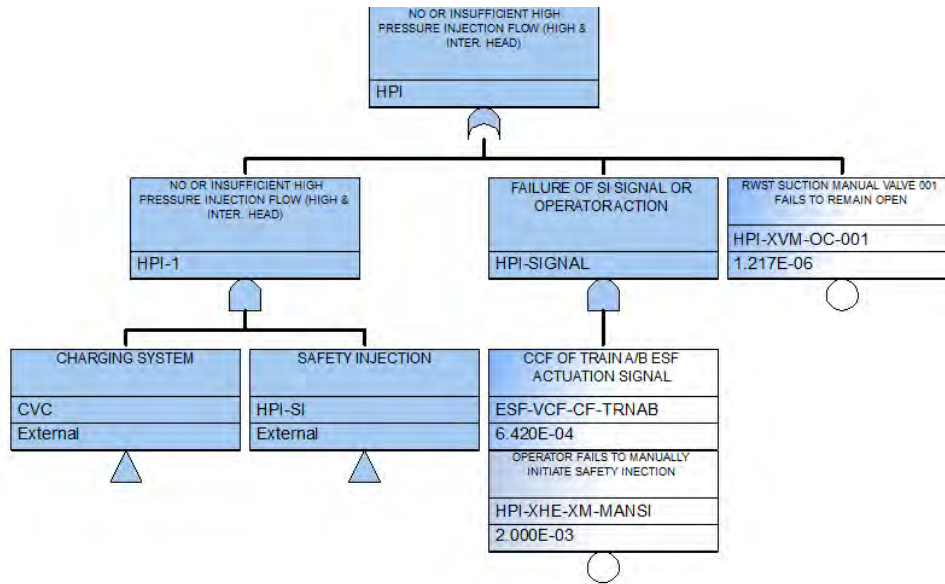 NO OR INSUFFICIENT HIGH
PRESSURE INJECTION FLOW (HIGH &
INTER. HEAD)
HPI
NO OR INSUFFICIENT HIGH
PRESSURE INJECTION FLOW (HIGH &
INTER. HEAD)
HPI-1
FAILURE OF SI SIGNAL OR
OPERATOR ACTION
HPI-SIGNAL
RWST SUCTION MANUAL VALVE 001
FAILS TO REMAIN OPEN
HPI-XVM-OC-001
1.217E-06
CHARGING SYSTEM
CVC
External
SAFETY INJECTION
HPI-SI
External
CCF OF TRAIN A/B ESF
ACTUATION SIGNAL
ESF-VCF-CF-TRNAB
6.420E-04
OPERATOR FAILS TO MANUALLY
INITIATE SAFETY INECTION
HPI-XHE-XM-MANSI
2.000E-03